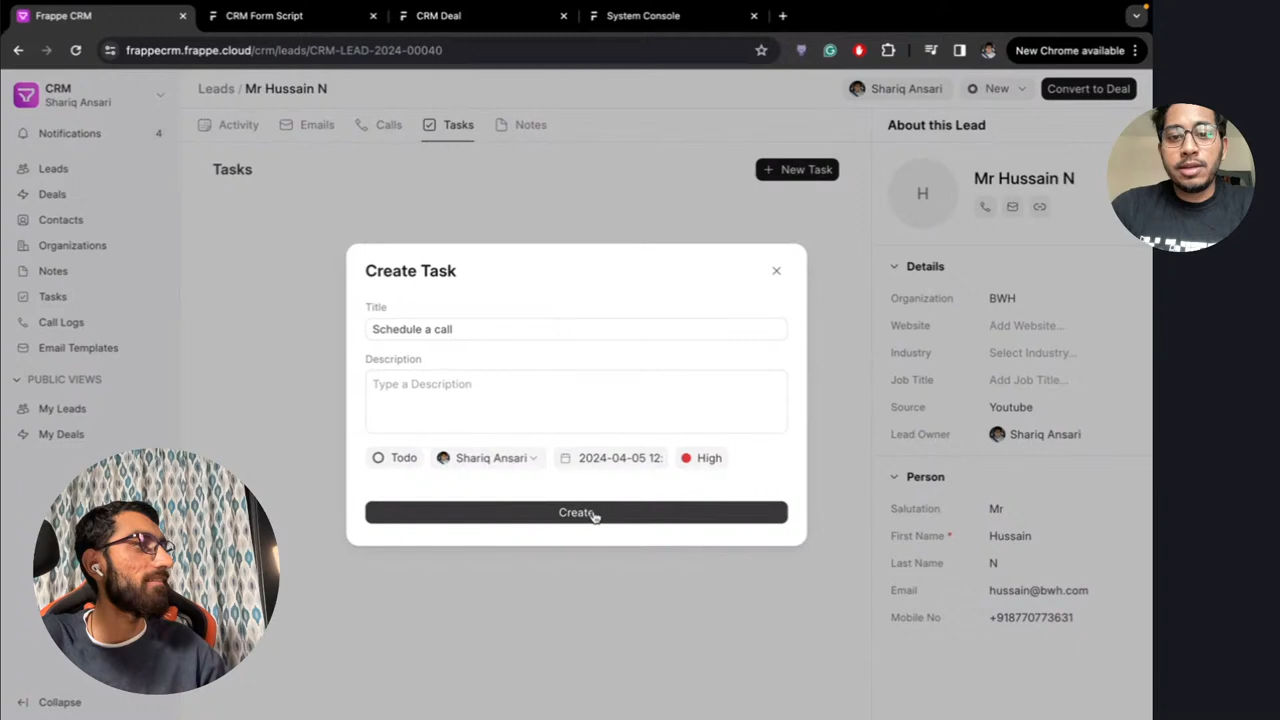 Frappe CRM
CRM Form Script
CRM Deal
System Console
frappecrm.frappe.cloud/crm/leads/CRM-LEAD-2024-00040
New Chrome available
CRM
Shariq Ansari
Notifications
4
Leads
Deals
Contacts
Organizations
Notes
Tasks
Call Logs
Email Templates
PUBLIC VIEWS
My Leads
My Deals
Collapse
Leads / Mr Hussain N
Shariq Ansari
New
Convert to Deal
Activity
Emails
Calls
Tasks
Notes
Tasks
+ New Task
Create Task
Title
Schedule a call
Description
Type a Description
Todo
Shariq Ansari
2024-04-05 12:
High
Create
About this Lead
H
Mr Hussain N
Details
Organization
BWH
Website
Add Website...
Industry
Select Industry...
Job Title
Add Job Title...
Source
Youtube
Lead Owner
Shariq Ansari
Person
Salutation
Mr
First Name *
Hussain
Last Name
N
Email
hussain@bwh.com
Mobile No
+918770773631